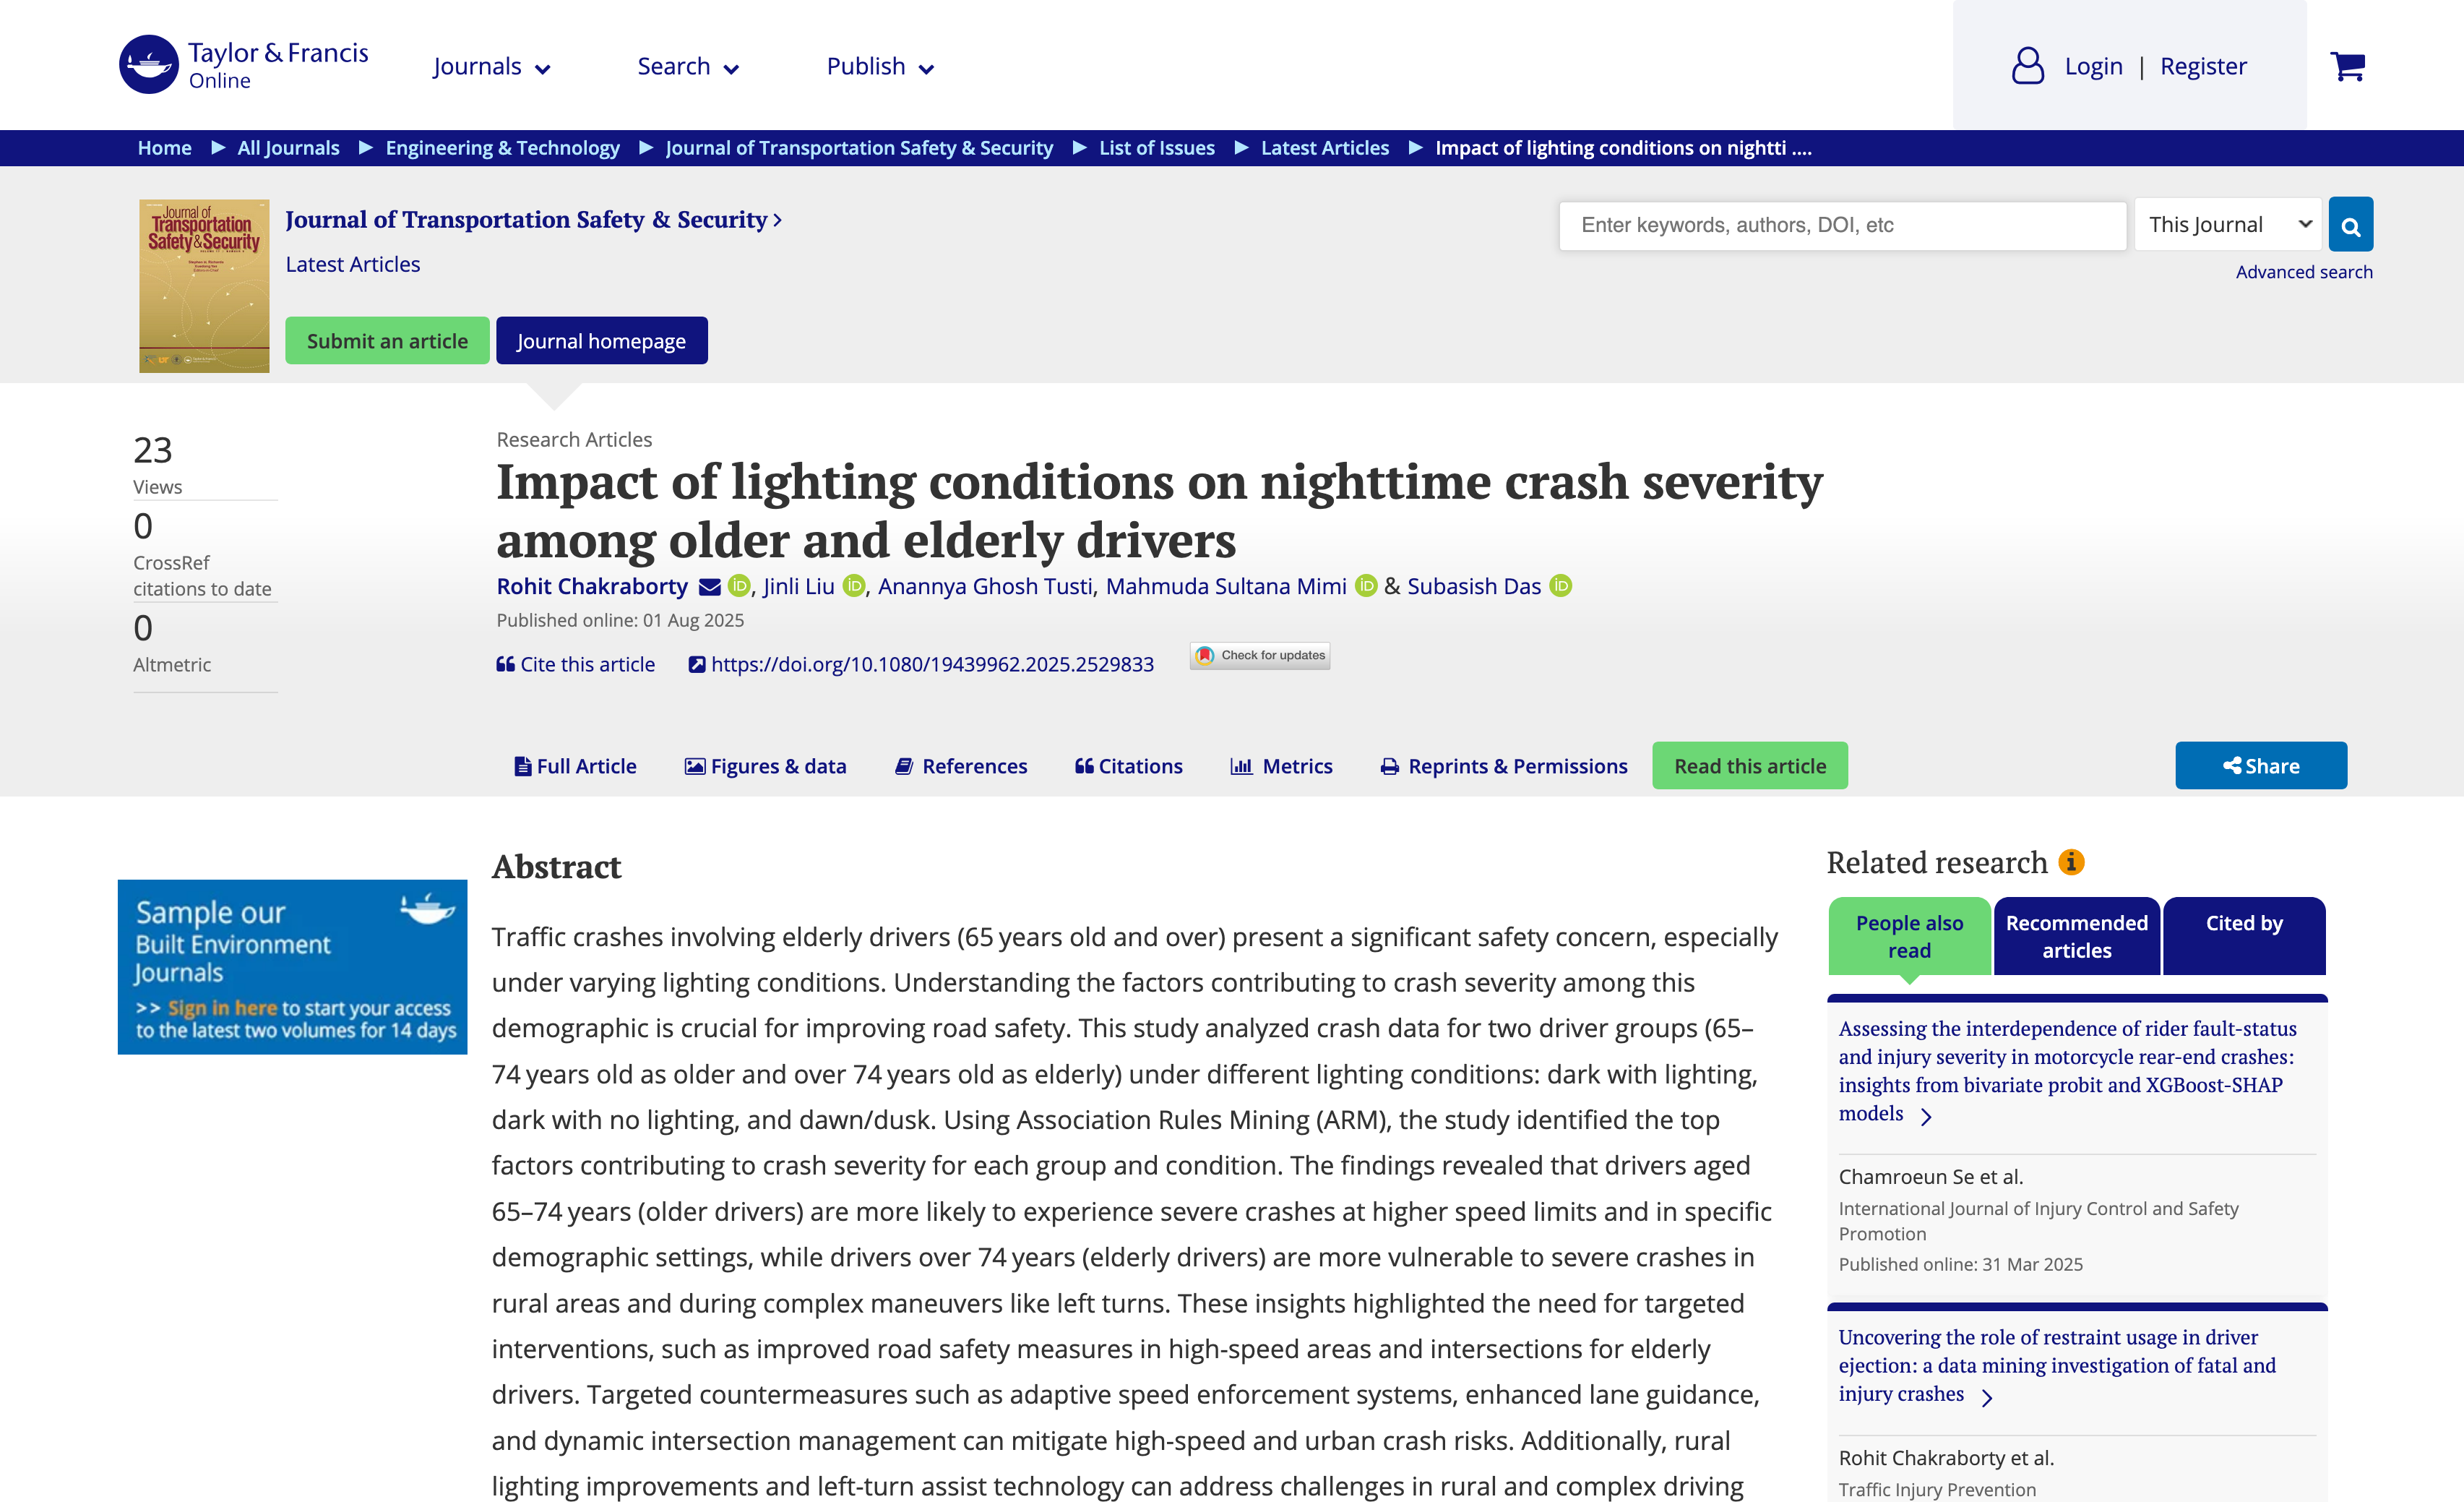 Taylor & Francis
Online
Journals
Search
Publish
Login | Register
Home
All Journals
Engineering & Technology
Journal of Transportation Safety & Security
List of Issues
Latest Articles
Impact of lighting conditions on nightti ....
Journal of
Transportation
Safety & Security
Journal of Transportation Safety & Security
Latest Articles
Submit an article
Journal homepage
Enter keywords, authors, DOI, etc
This Journal
Advanced search
23
Views
0
CrossRef
citations to date
0
Altmetric
Research Articles
Impact of lighting conditions on nighttime crash severity
among older and elderly drivers
Rohit Chakraborty iD, Jinli Liu iD, Anannya Ghosh Tusti, Mahmuda Sultana Mimi iD & Subasish Das iD
Published online: 01 Aug 2025
Cite this article
https://doi.org/10.1080/19439962.2025.2529833
Check for updates
Full Article
Figures & data
References
Citations
Metrics
Reprints & Permissions
Read this article
Share
Sample our
Built Environment
Journals
>> Sign in here to start your access
to the latest two volumes for 14 days
Abstract
Traffic crashes involving elderly drivers (65 years old and over) present a significant safety concern, especially
under varying lighting conditions. Understanding the factors contributing to crash severity among this
demographic is crucial for improving road safety. This study analyzed crash data for two driver groups (65–
74 years old as older and over 74 years old as elderly) under different lighting conditions: dark with lighting,
dark with no lighting, and dawn/dusk. Using Association Rules Mining (ARM), the study identified the top
factors contributing to crash severity for each group and condition. The findings revealed that drivers aged
65–74 years (older drivers) are more likely to experience severe crashes at higher speed limits and in specific
demographic settings, while drivers over 74 years (elderly drivers) are more vulnerable to severe crashes in
rural areas and during complex maneuvers like left turns. These insights highlighted the need for targeted
interventions, such as improved road safety measures in high-speed areas and intersections for elderly
drivers. Targeted countermeasures such as adaptive speed enforcement systems, enhanced lane guidance,
and dynamic intersection management can mitigate high-speed and urban crash risks. Additionally, rural
lighting improvements and left-turn assist technology can address challenges in rural and complex driving
Related research
People also
read
Recommended
articles
Cited by
Assessing the interdependence of rider fault-status
and injury severity in motorcycle rear-end crashes:
insights from bivariate probit and XGBoost-SHAP
models
Chamroeun Se et al.
International Journal of Injury Control and Safety
Promotion
Published online: 31 Mar 2025
Uncovering the role of restraint usage in driver
ejection: a data mining investigation of fatal and
injury crashes
Rohit Chakraborty et al.
Traffic Injury Prevention